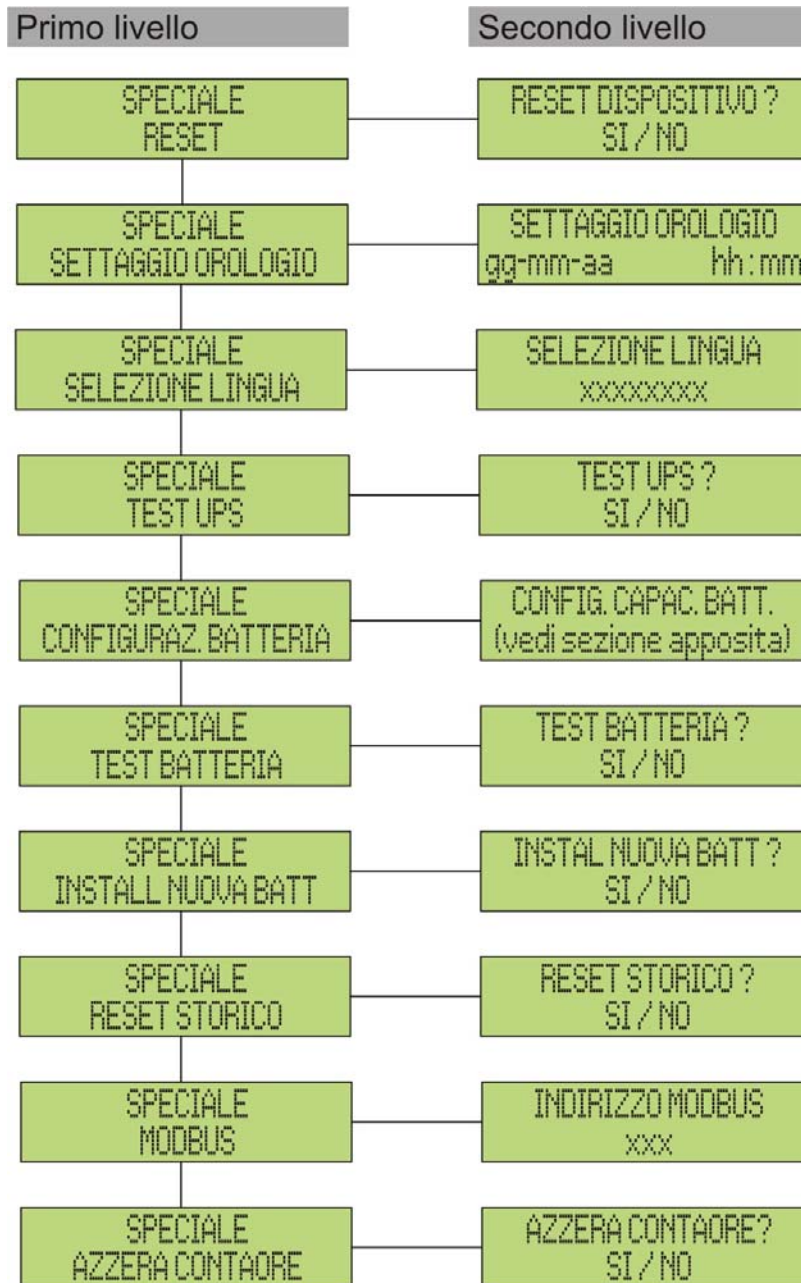 Primo livello
Secondo livello
SPECIALE
RESET
RESET DISPOSITIVO ?
SI / NO
SPECIALE
SETTAGGIO OROLOGIO
SETTAGGIO OROLOGIO
gg-mm-aa hh:mm
SPECIALE
SELEZIONE LINGUA
SELEZIONE LINGUA
xxxxxxxx
SPECIALE
TEST UPS
TEST UPS ?
SI / NO
SPECIALE
CONFIGURAZ. BATTERIA
CONFIG. CAPAC. BATT.
(vedi sezione apposita)
SPECIALE
TEST BATTERIA
TEST BATTERIA ?
SI / NO
SPECIALE
INSTALL NUOVA BATT
INSTAL NUOVA BATT ?
SI / NO
SPECIALE
RESET STORICO
RESET STORICO ?
SI / NO
SPECIALE
MODBUS
INDIRIZZO MODBUS
xxx
SPECIALE
AZZERA CONTAORE
AZZERA CONTAORE?
SI / NO